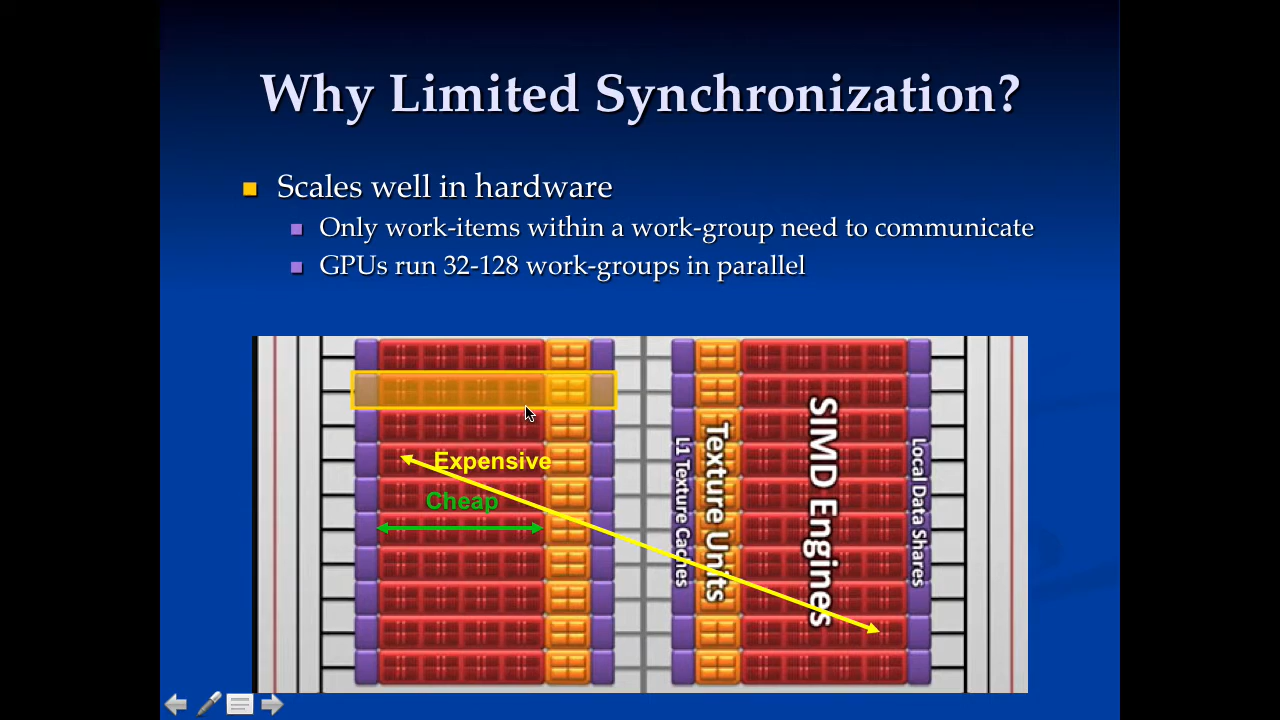 Why Limited Synchronization?
Scales well in hardware
Only work-items within a work-group need to communicate
GPUs run 32-128 work-groups in parallel
Expensive
Cheap
L1 Texture Caches
Texture Units
SIMD Engines
Local Data Shares